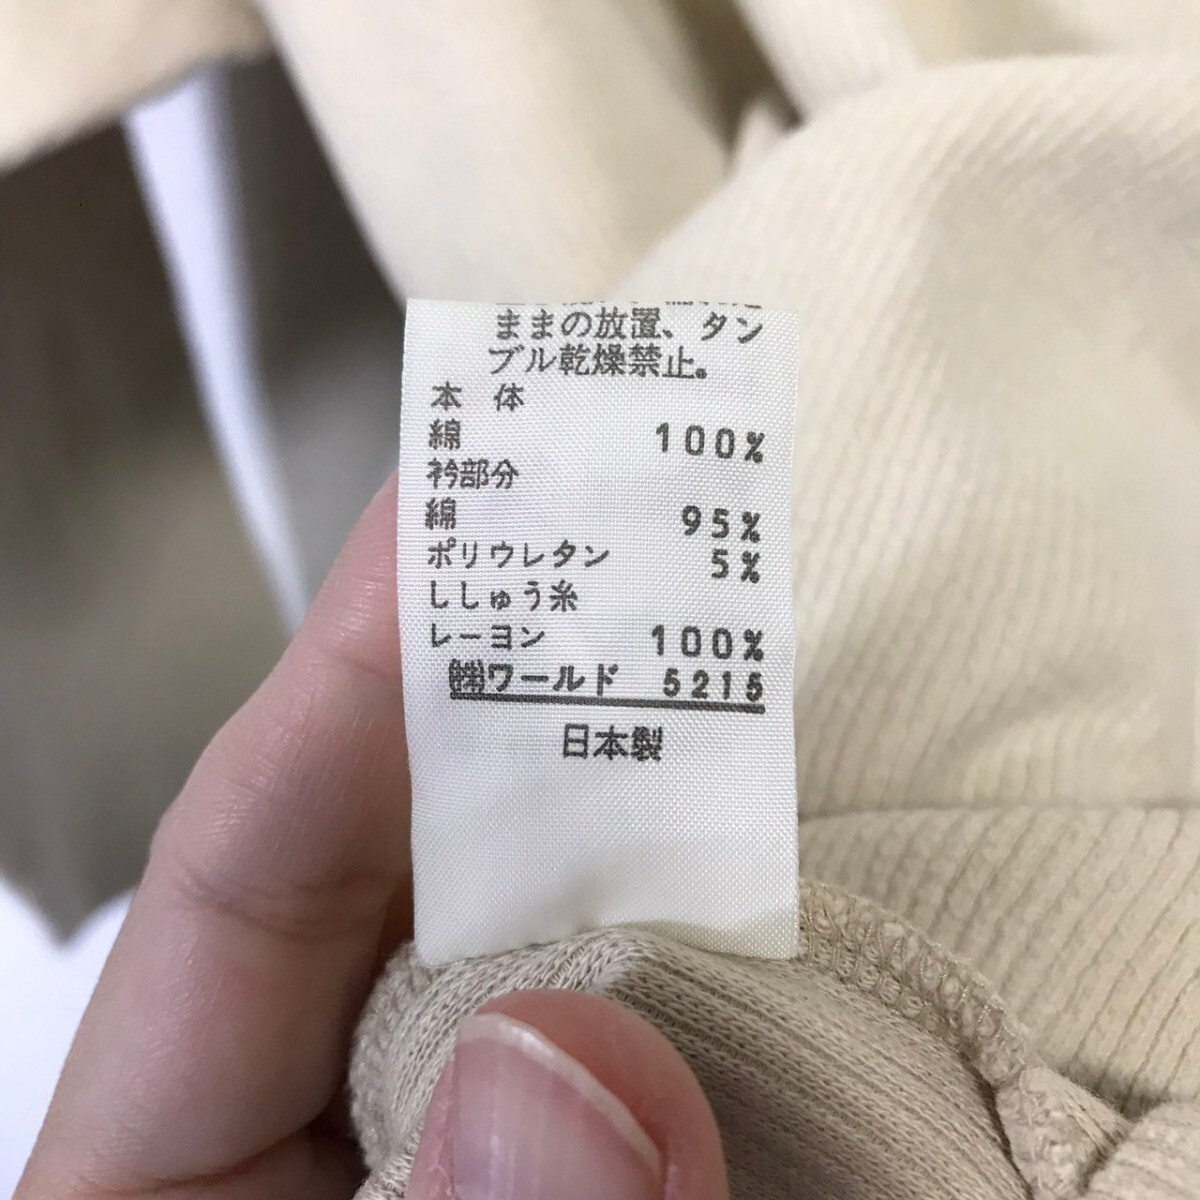 ままの放置、タン
ブル乾燥禁止。
本 体
綿 100%
衿部分
綿 95%
ポリウレタン 5%
ししゅう糸
レーヨン 100%
㈱ワールド 5215
日本製